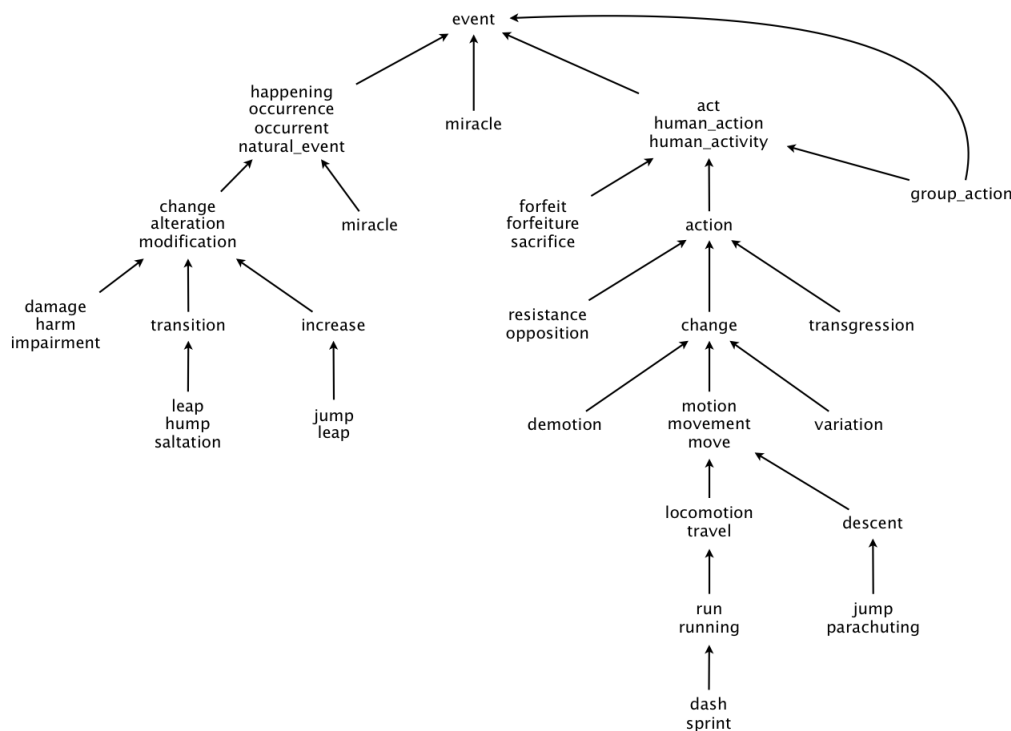 event
happening
occurrence
occurrent
natural_event
miracle
act
human_action
human_activity
group_action
change
alteration
modification
miracle
forfeit
forfeiture
sacrifice
action
damage
harm
impairment
transition
increase
resistance
opposition
change
transgression
leap
hump
saltation
jump
leap
demotion
motion
movement
move
variation
locomotion
travel
descent
run
running
jump
parachuting
dash
sprint